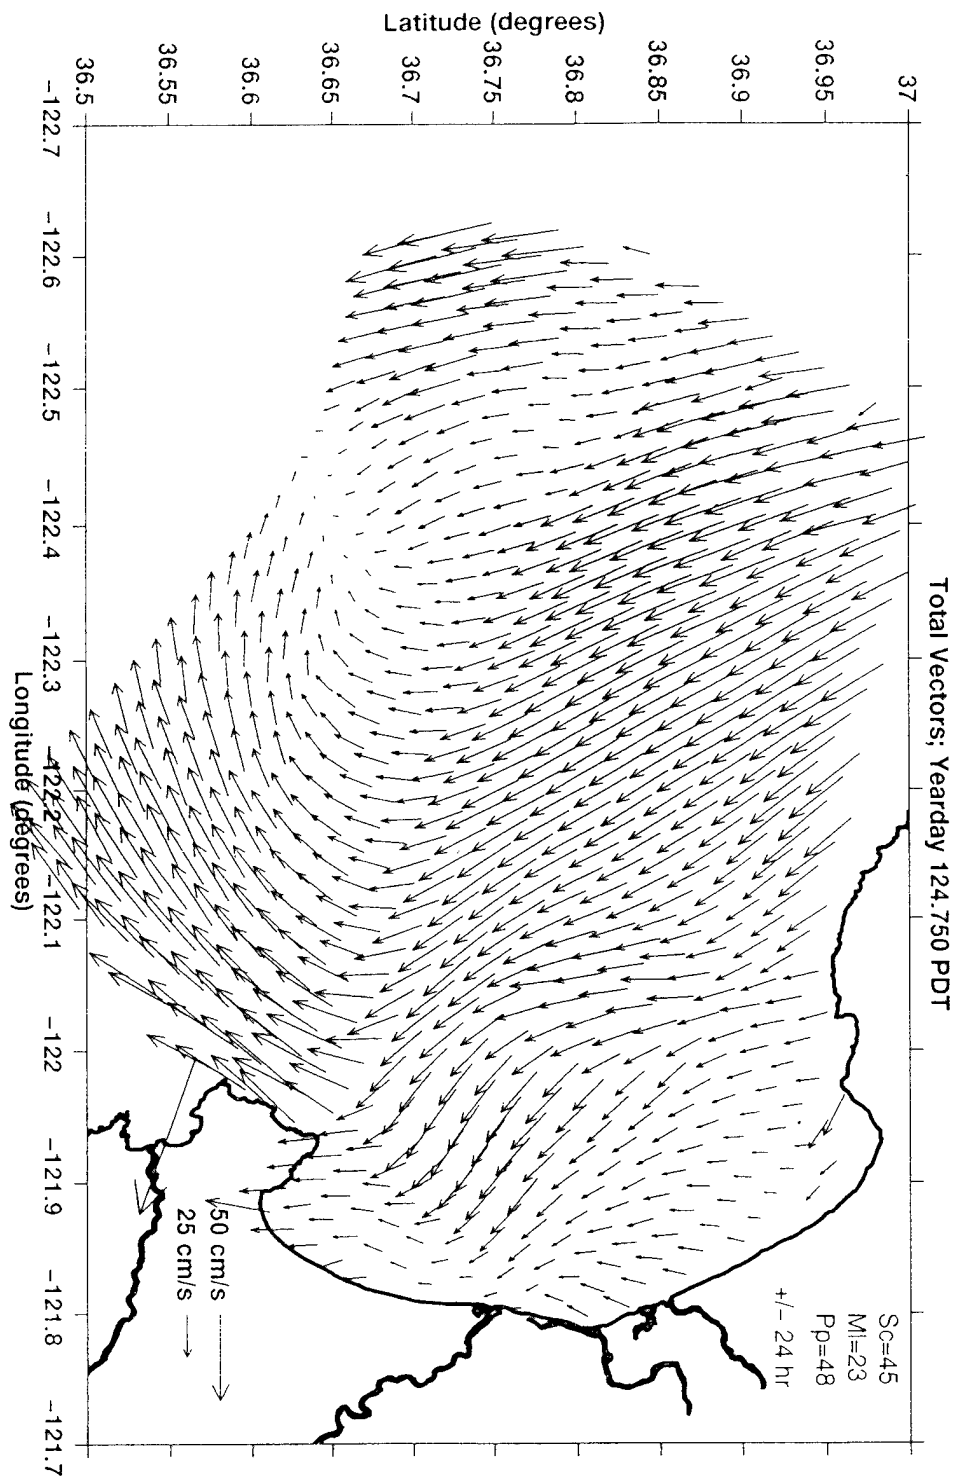 Total Vectors; Yearday 124.750 PDT
Latitude (degrees)
37
36.95
36.9
36.85
36.8
36.75
36.7
36.65
36.6
36.55
36.5
−122.7
−122.6
−122.5
−122.4
−122.3
−122.2
−122.1
−122
−121.9
−121.8
−121.7
Longitude (degrees)
Sc=45
Ml=23
Pp=48
+/− 24 hr
50 cm/s
25 cm/s